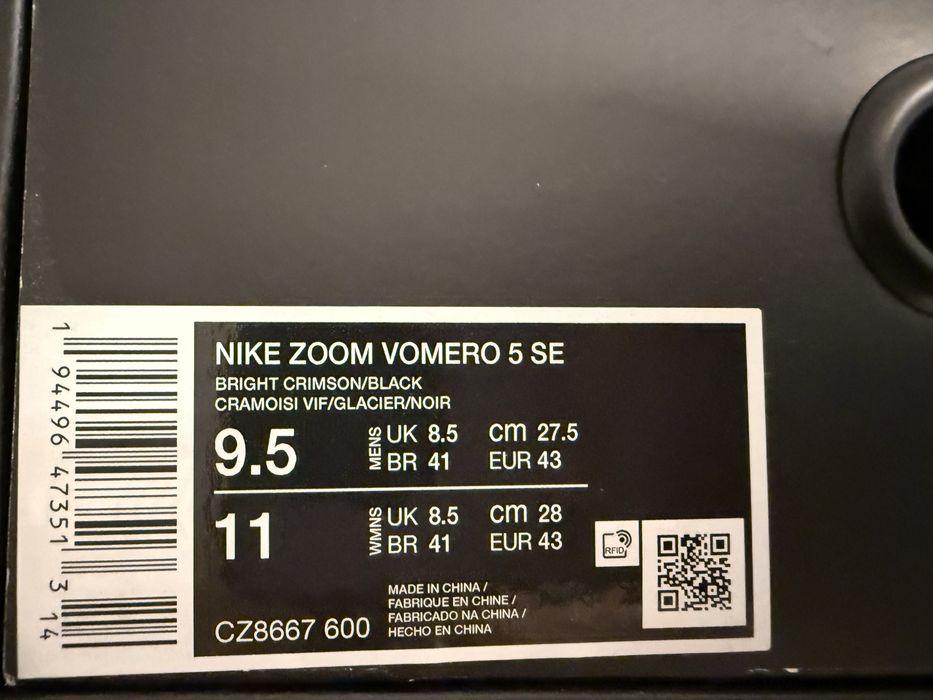 NIKE ZOOM VOMERO 5 SE
BRIGHT CRIMSON/BLACK
CRAMOISI VIF/GLACIER/NOIR
9.5 MENS UK 8.5 cm 27.5
BR 41 EUR 43
11 WMNS UK 8.5 cm 28
BR 41 EUR 43
RFID
MADE IN CHINA /
FABRIQUE EN CHINE /
FABRICADO NA CHINA /
HECHO EN CHINA
CZ8667 600
1 94496 47351 3 14